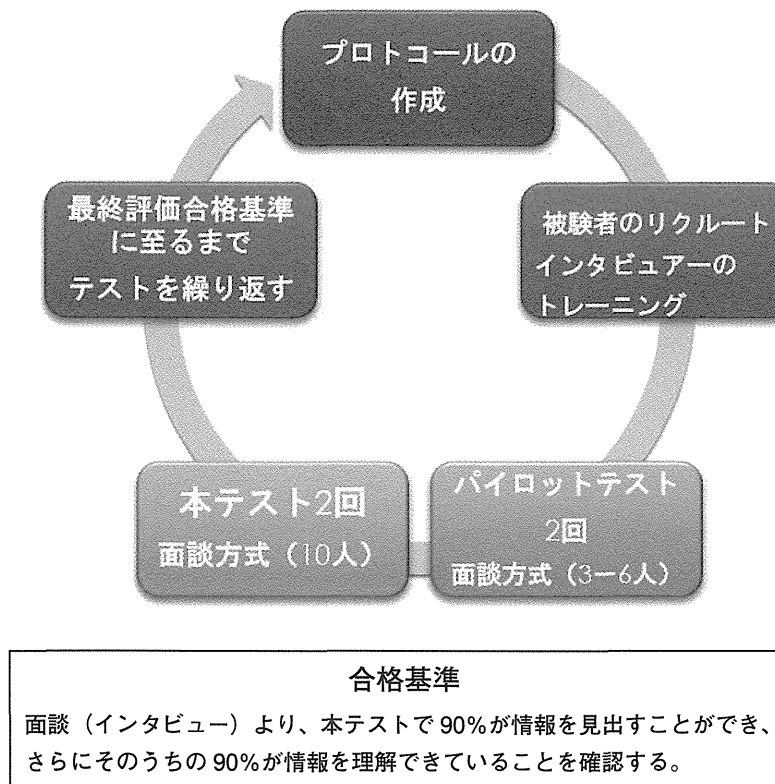 プロトコールの
作成
被験者のリクルート
インタビュアーの
トレーニング
パイロットテスト
2回
面談方式（3ー6人）
本テスト2回
面談方式（10人）
最終評価合格基準
に至るまで
テストを繰り返す
合格基準
面談（インタビュー）より、本テストで90%が情報を見出すことができ、
さらにそのうちの90%が情報を理解できていることを確認する。